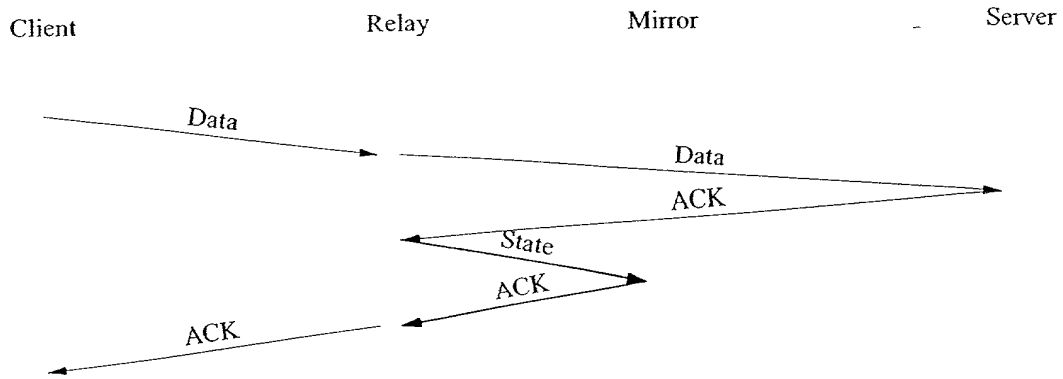 Client Relay Mirror Server
Data
Data
ACK
State
ACK
ACK